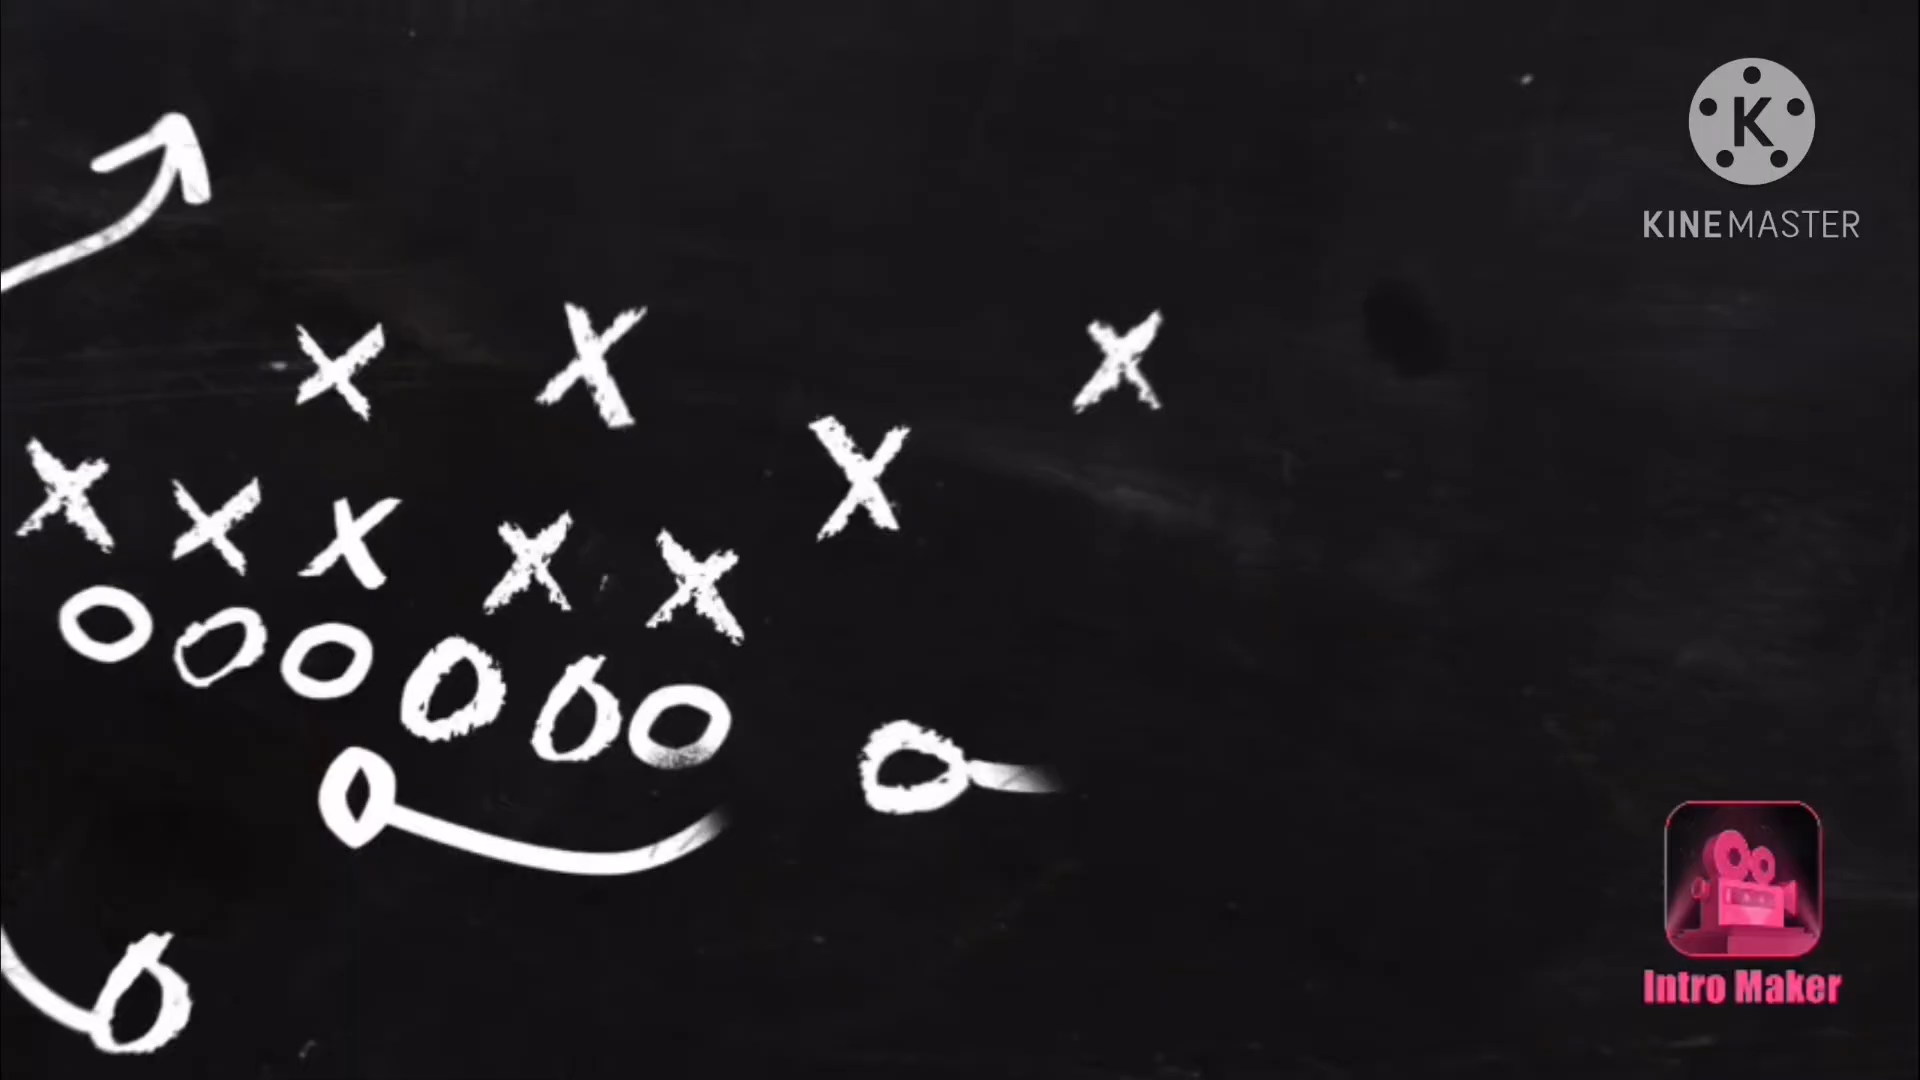 K
KINEMASTER
X X X
X
X X X X X
O O O O O O
O O
O
Intro Maker